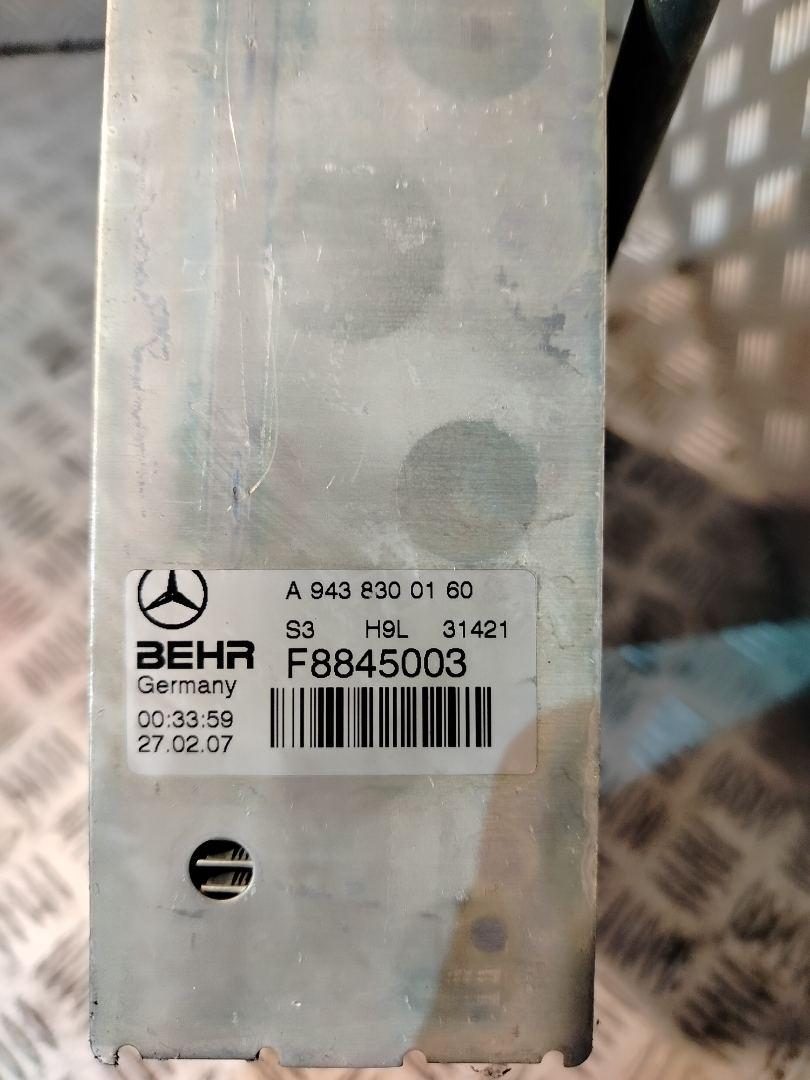 A 943 830 01 60
S3 H9L 31421
BEHR
F8845003
Germany
00:33:59
27.02.07